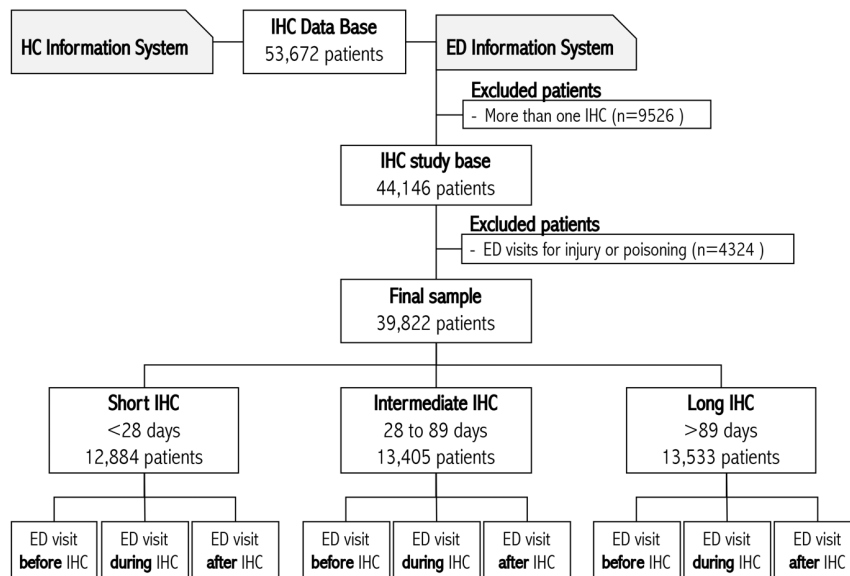 HC Information System
IHC Data Base
53,672 patients
ED Information System
Excluded patients
- More than one IHC (n=9526 )
IHC study base
44,146 patients
Excluded patients
- ED visits for injury or poisoning (n=4324 )
Final sample
39,822 patients
Short IHC
<28 days
12,884 patients
Intermediate IHC
28 to 89 days
13,405 patients
Long IHC
>89 days
13,533 patients
ED visit
before IHC
ED visit
during IHC
ED visit
after IHC
ED visit
before IHC
ED visit
during IHC
ED visit
after IHC
ED visit
before IHC
ED visit
during IHC
ED visit
after IHC